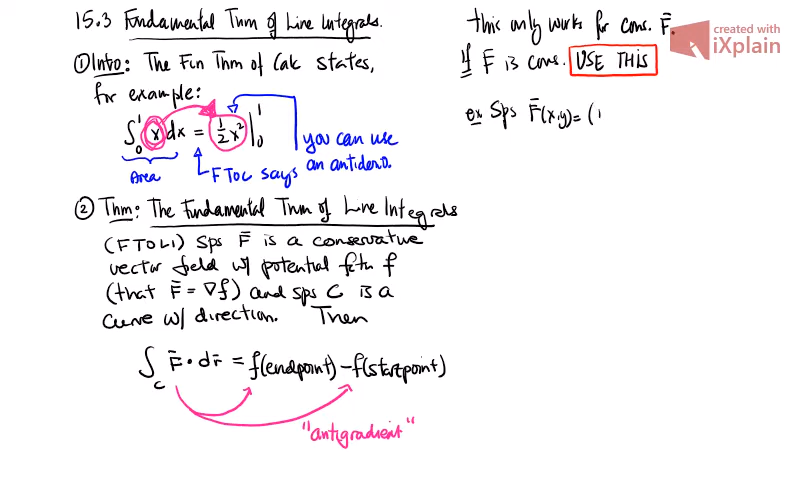 15.3 Fundamental Thm of Line Integrals.
① Intro: The Fun Thm of Calc states,
for example:
∫₀¹ x dx = ½x² |₀¹
Area
FTOC says
you can use
an antideriv.
② Thm: The Fundamental Thm of Line Integrals
(FTOLI) Sps F̄ is a conservative
vector field w/ potential fctn f
(that F̄ = ∇f) and sps C is a
curve w/ direction. Then
∫_C F̄ • dr̄ = f(endpoint) − f(startpoint)
"antigradient"
This only works for cons. F̄.
If F̄ is cons. USE THIS
ex Sps F̄(x,y) = (
created with
iXplain